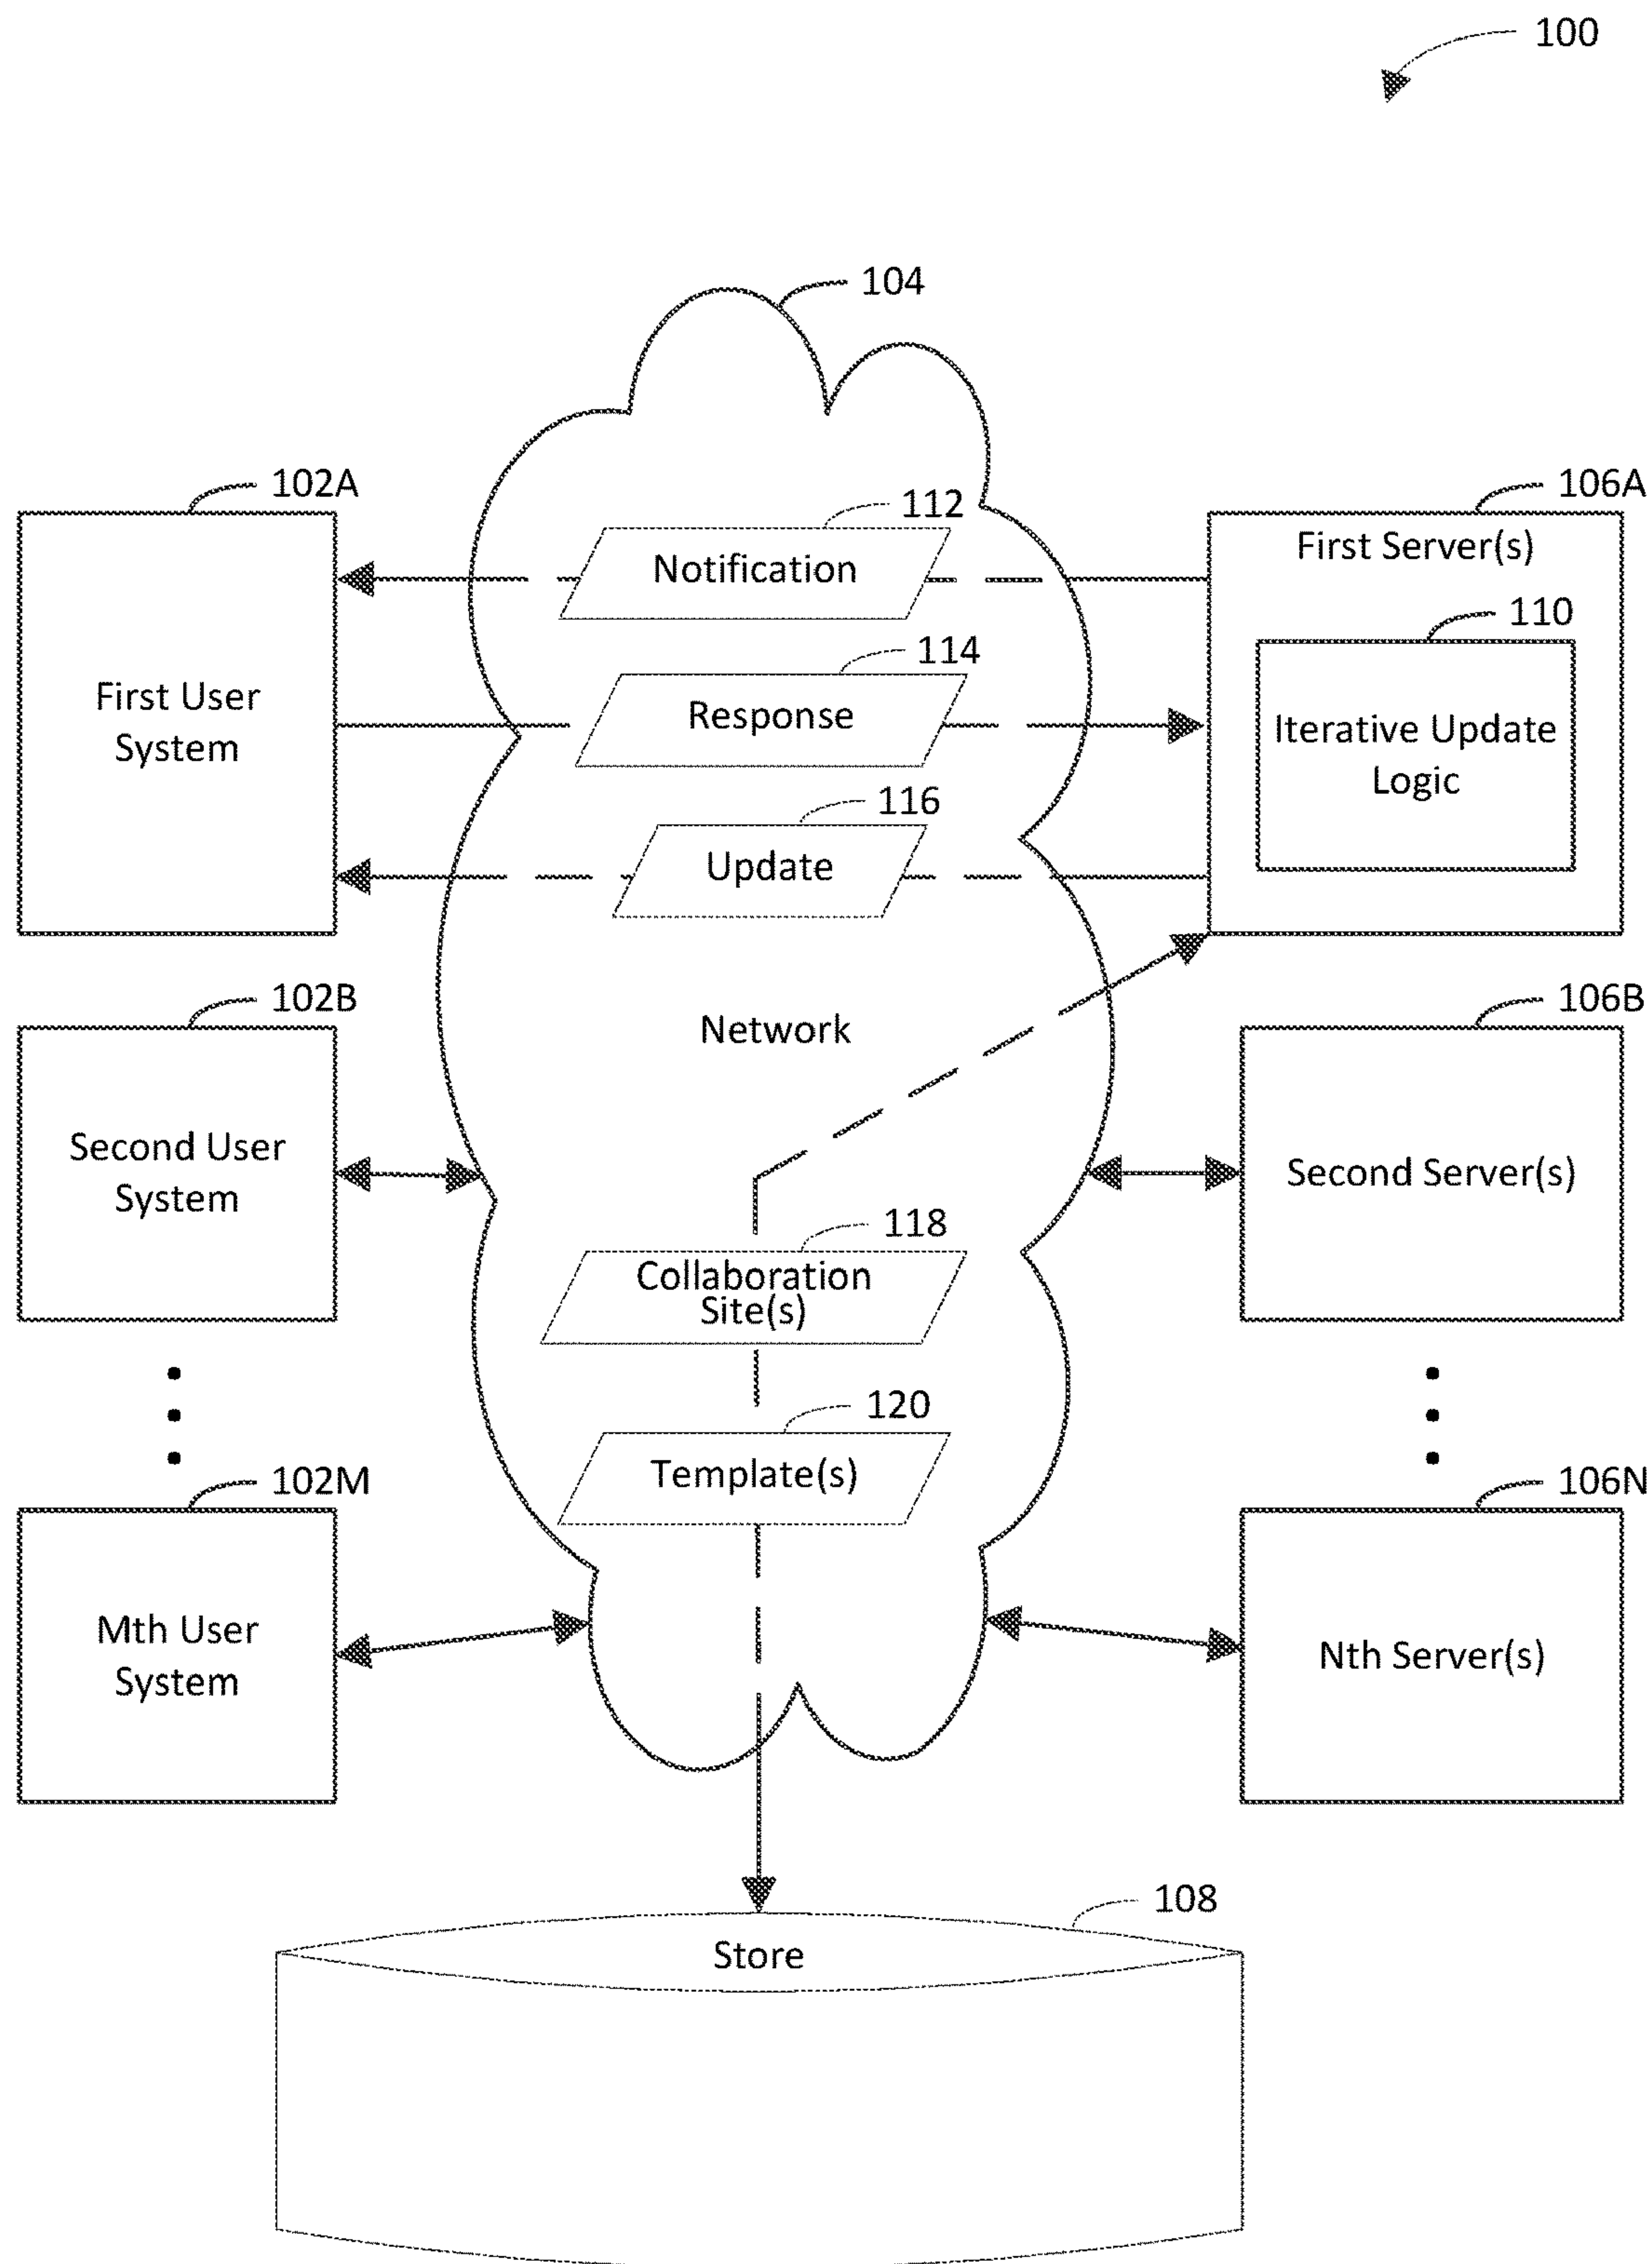 100
104
102A
112
106A
First Server(s)
Notification
110
114
First User
System
Response
Iterative Update
Logic
116
Update
102B
Network
106B
Second User
System
Second Server(s)
118
Collaboration
Site(s)
120
102M
Template(s)
106N
Mth User
System
Nth Server(s)
108
Store